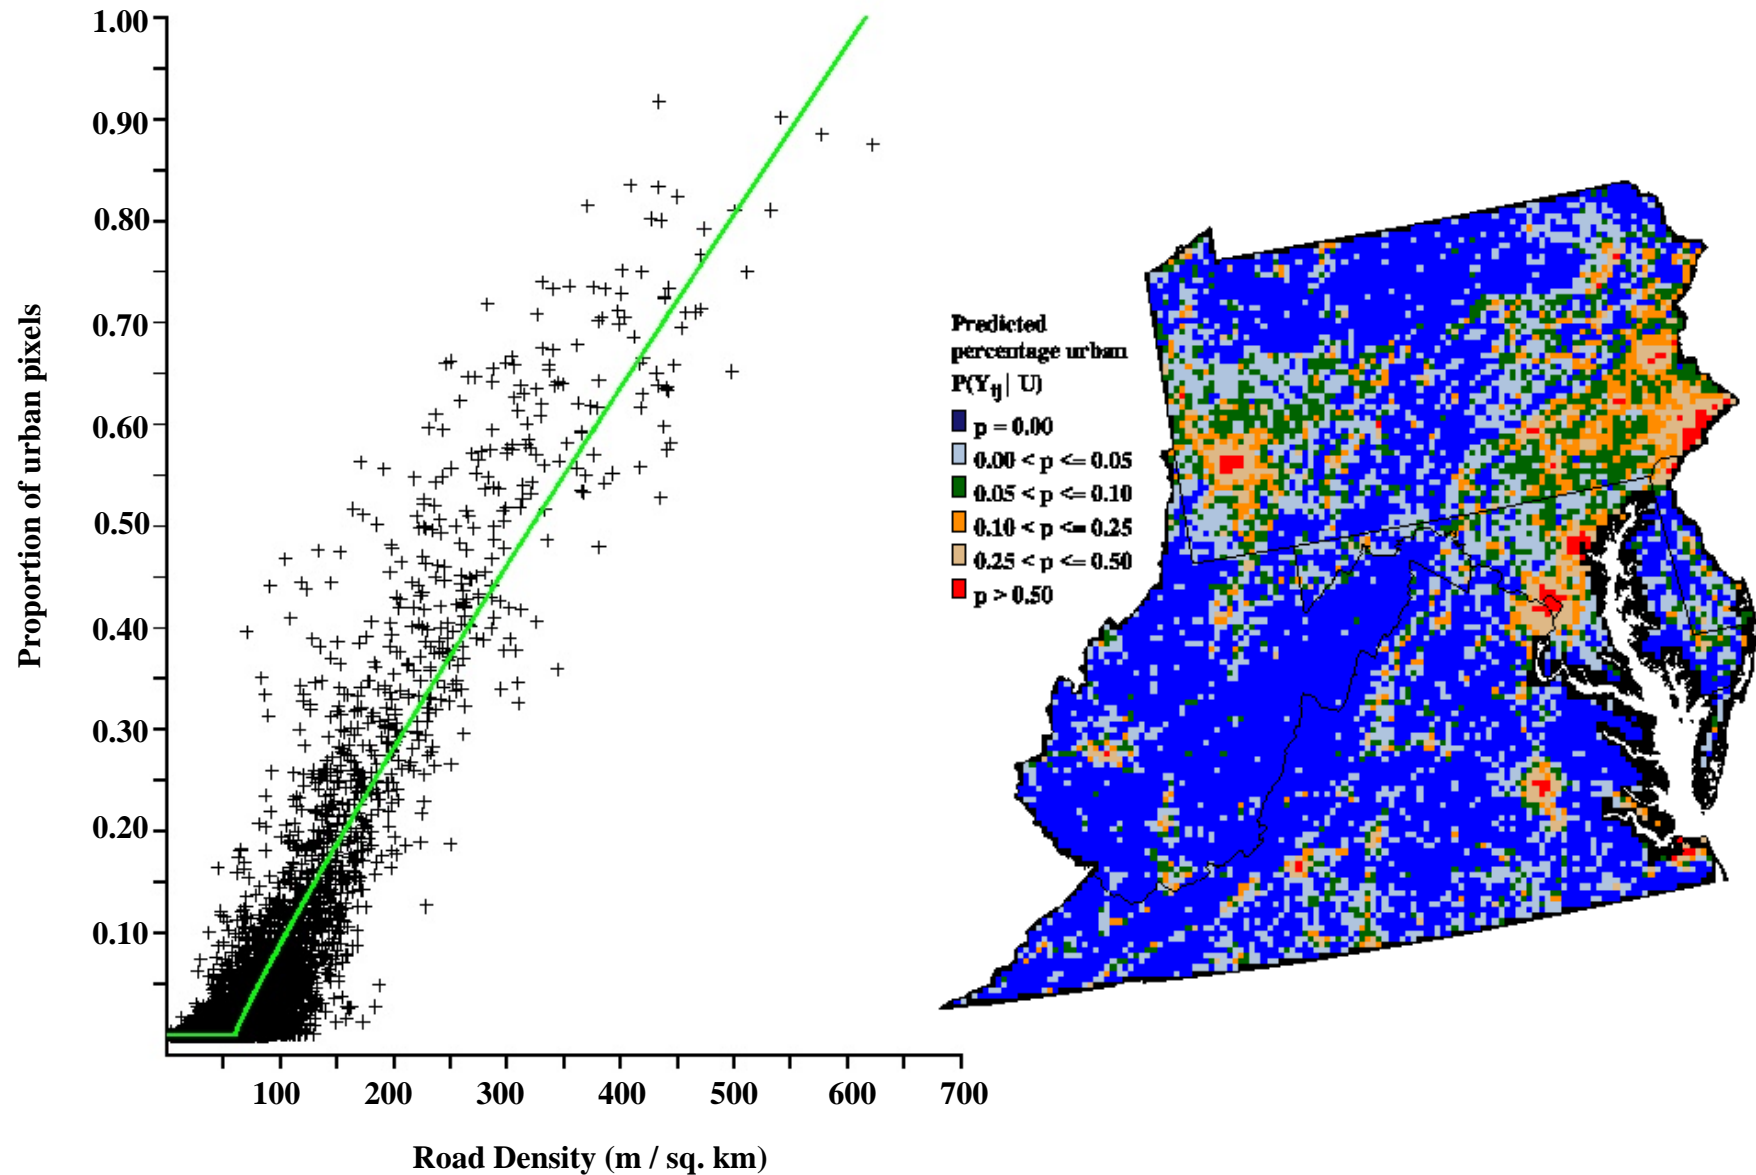 1.00
0.90
0.80
0.70
0.60
0.50
0.40
0.30
0.20
0.10
Proportion of urban pixels
100 200 300 400 500 600 700
Road Density (m / sq. km)
Predicted
percentage urban
P(Yij | U)
p = 0.00
0.00 < p <= 0.05
0.05 < p <= 0.10
0.10 < p <= 0.25
0.25 < p <= 0.50
p > 0.50